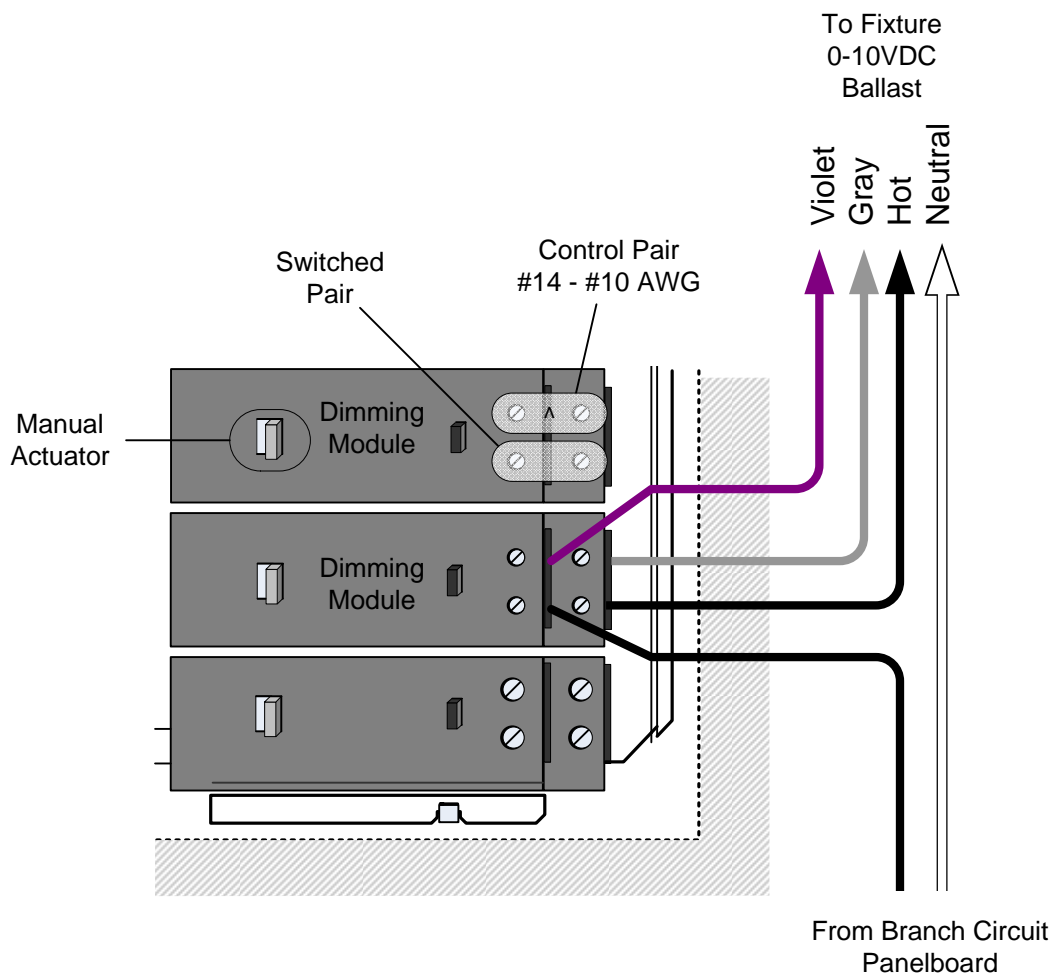 To Fixture
0-10VDC
Ballast
Violet
Gray
Hot
Neutral
Switched
Pair
Control Pair
#14 - #10 AWG
Manual
Actuator
Dimming
Module
Dimming
Module
From Branch Circuit
Panelboard